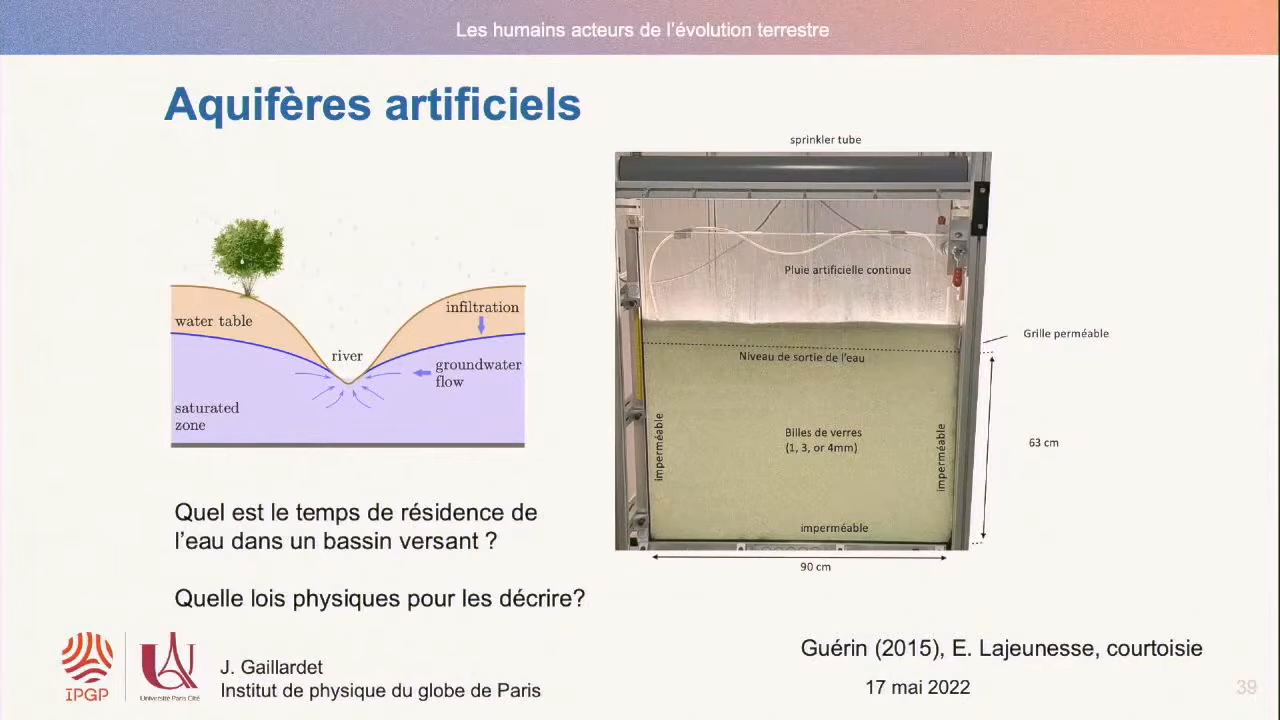 Les humains acteurs de l'évolution terrestre
Aquifères artificiels
water table
river
infiltration
groundwater
flow
saturated
zone
Quel est le temps de résidence de
l'eau dans un bassin versant ?
Quelle lois physiques pour les décrire?
sprinkler tube
Pluie artificielle continue
Grille perméable
Niveau de sortie de l'eau
imperméable
Billes de verres
(1, 3, or 4mm)
imperméable
63 cm
imperméable
90 cm
IPGP
Université Paris Cité
J. Gaillardet
Institut de physique du globe de Paris
Guérin (2015), E. Lajeunesse, courtoisie
17 mai 2022
39